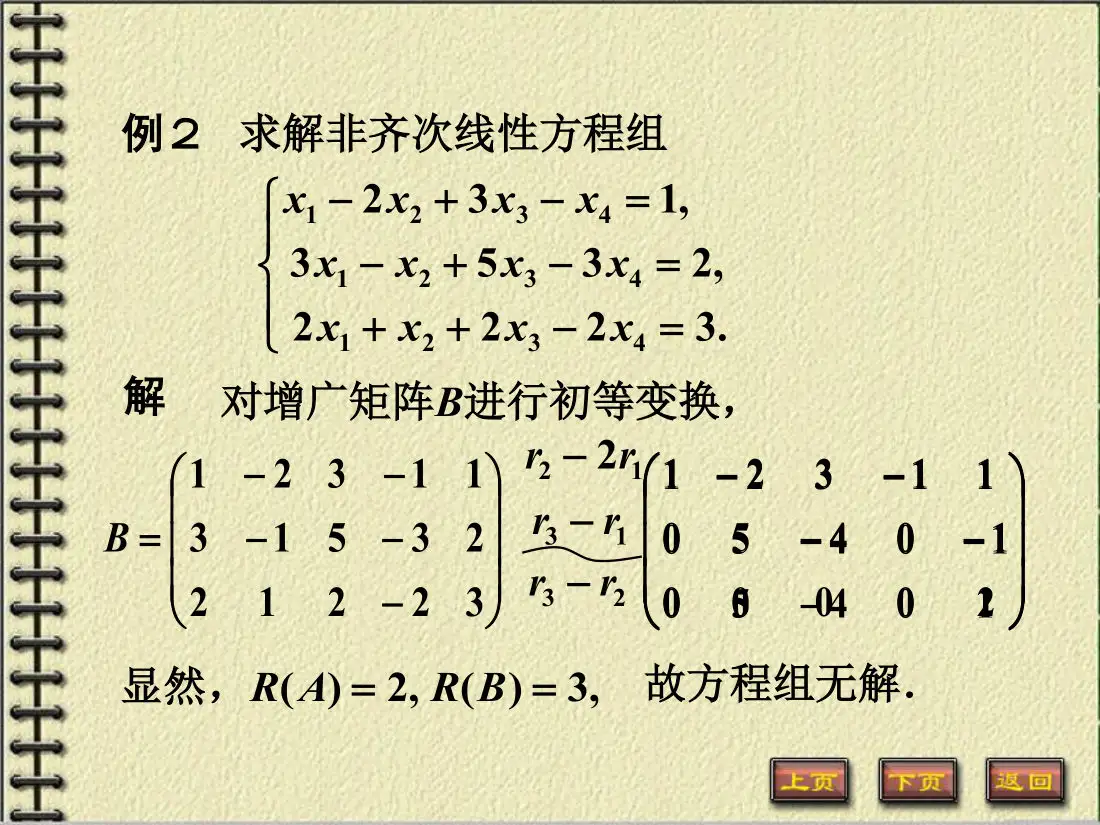 例２ 求解非齐次线性方程组
x₁ − 2x₂ + 3x₃ − x₄ = 1,
3x₁ − x₂ + 5x₃ − 3x₄ = 2,
2x₁ + x₂ + 2x₃ − 2x₄ = 3.
解 对增广矩阵B进行初等变换，
r₂ − 2r₁
r₃ − r₁
r₃ − r₂
B =
1 −2 3 −1 1
3 −1 5 −3 2
2 1 2 −2 3
1 −2 3 −1 1
0 5 −4 0 −1
0 0
显然，R(A) = 2, R(B) = 3, 故方程组无解．
上页 下页 返回